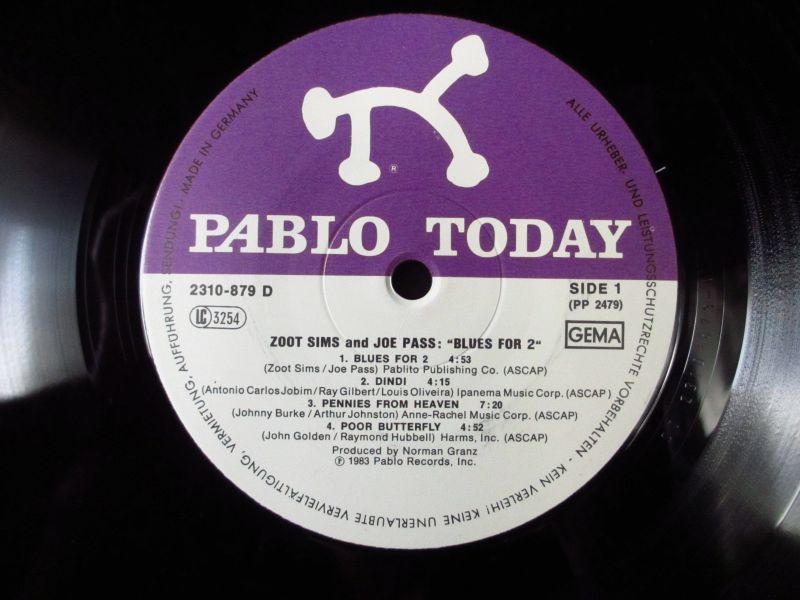 PABLO TODAY
2310-879 D
SIDE 1
(PP 2479)
LC 3254
GEMA
ZOOT SIMS and JOE PASS: "BLUES FOR 2"
1. BLUES FOR 2 4:53
(Zoot Sims / Joe Pass) Pablito Publishing Co. (ASCAP)
2. DINDI 4:15
(Antonio Carlos Jobim/Ray Gilbert/Louis Oliveira) Ipanema Music Corp. (ASCAP)
3. PENNIES FROM HEAVEN 7:20
(Johnny Burke/Arthur Johnston) Anne-Rachel Music Corp. (ASCAP)
4. POOR BUTTERFLY 4:52
(John Golden / Raymond Hubbell) Harms, Inc. (ASCAP)
Produced by Norman Granz
℗ 1983 Pablo Records, Inc.
ALLE URHEBER- UND LEISTUNGSSCHUTZRECHTE VORBEHALTEN - KEIN VERLEIH! KEINE UNERLAUBTE VERVIELFÄLTIGUNG, VERMIETUNG, AUFFÜHRUNG, SENDUNG! MADE IN GERMANY
®